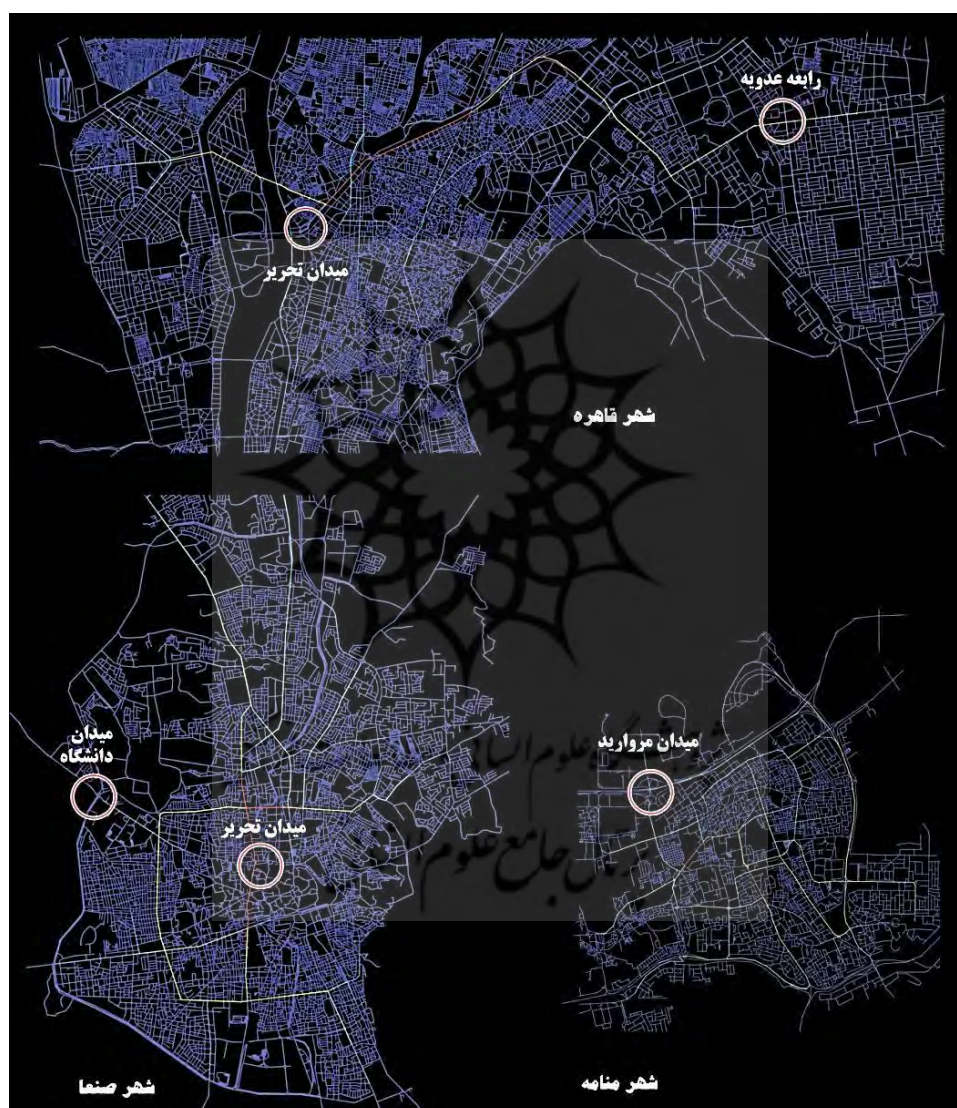 رابعه عدویه
میدان تحریر
شهر قاهره
میدان
دانشگاه
میدان تحریر
میدان مروارید
شهر صنعا
شهر منامه